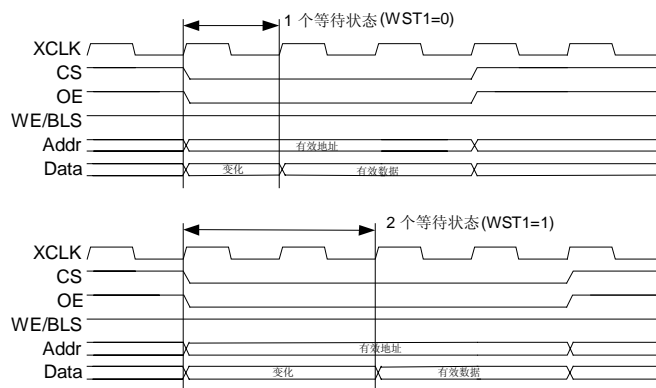 1 个等待状态(WST1=0)
XCLK
CS
OE
WE/BLS
Addr
有效地址
Data
变化
有效数据
2 个等待状态(WST1=1)
XCLK
CS
OE
WE/BLS
Addr
有效地址
Data
变化
有效数据